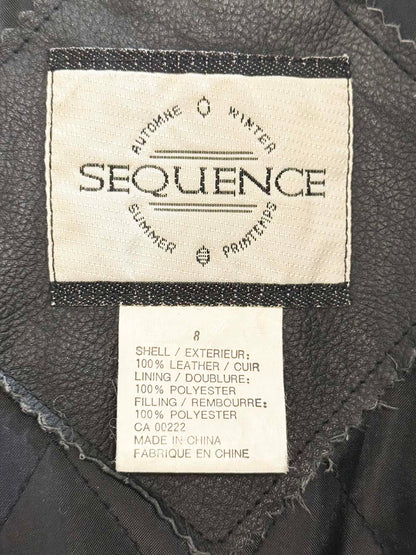 AUTOMNE WINTER
SEQUENCE
SUMMER PRINTEMPS
8
SHELL / EXTERIEUR:
100% LEATHER / CUIR
LINING / DOUBLURE:
100% POLYESTER
FILLING / REMBOURRE:
100% POLYESTER
CA 00222
MADE IN CHINA
FABRIQUE EN CHINE